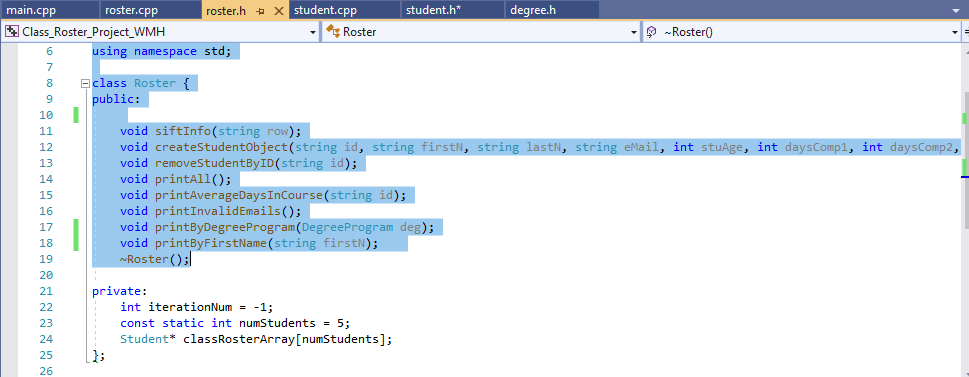 main.cpp roster.cpp roster.h student.cpp student.h* degree.h
Class_Roster_Project_WMH Roster ~Roster()
6 using namespace std;
7
8 class Roster {
9 public:
10
11 void siftInfo(string row);
12 void createStudentObject(string id, string firstN, string lastN, string eMail, int stuAge, int daysComp1, int daysComp2,
13 void removeStudentByID(string id);
14 void printAll();
15 void printAverageDaysInCourse(string id);
16 void printInvalidEmails();
17 void printByDegreeProgram(DegreeProgram deg);
18 void printByFirstName(string firstN);
19 ~Roster();
20
21 private:
22 int iterationNum = -1;
23 const static int numStudents = 5;
24 Student* classRosterArray[numStudents];
25 };
26